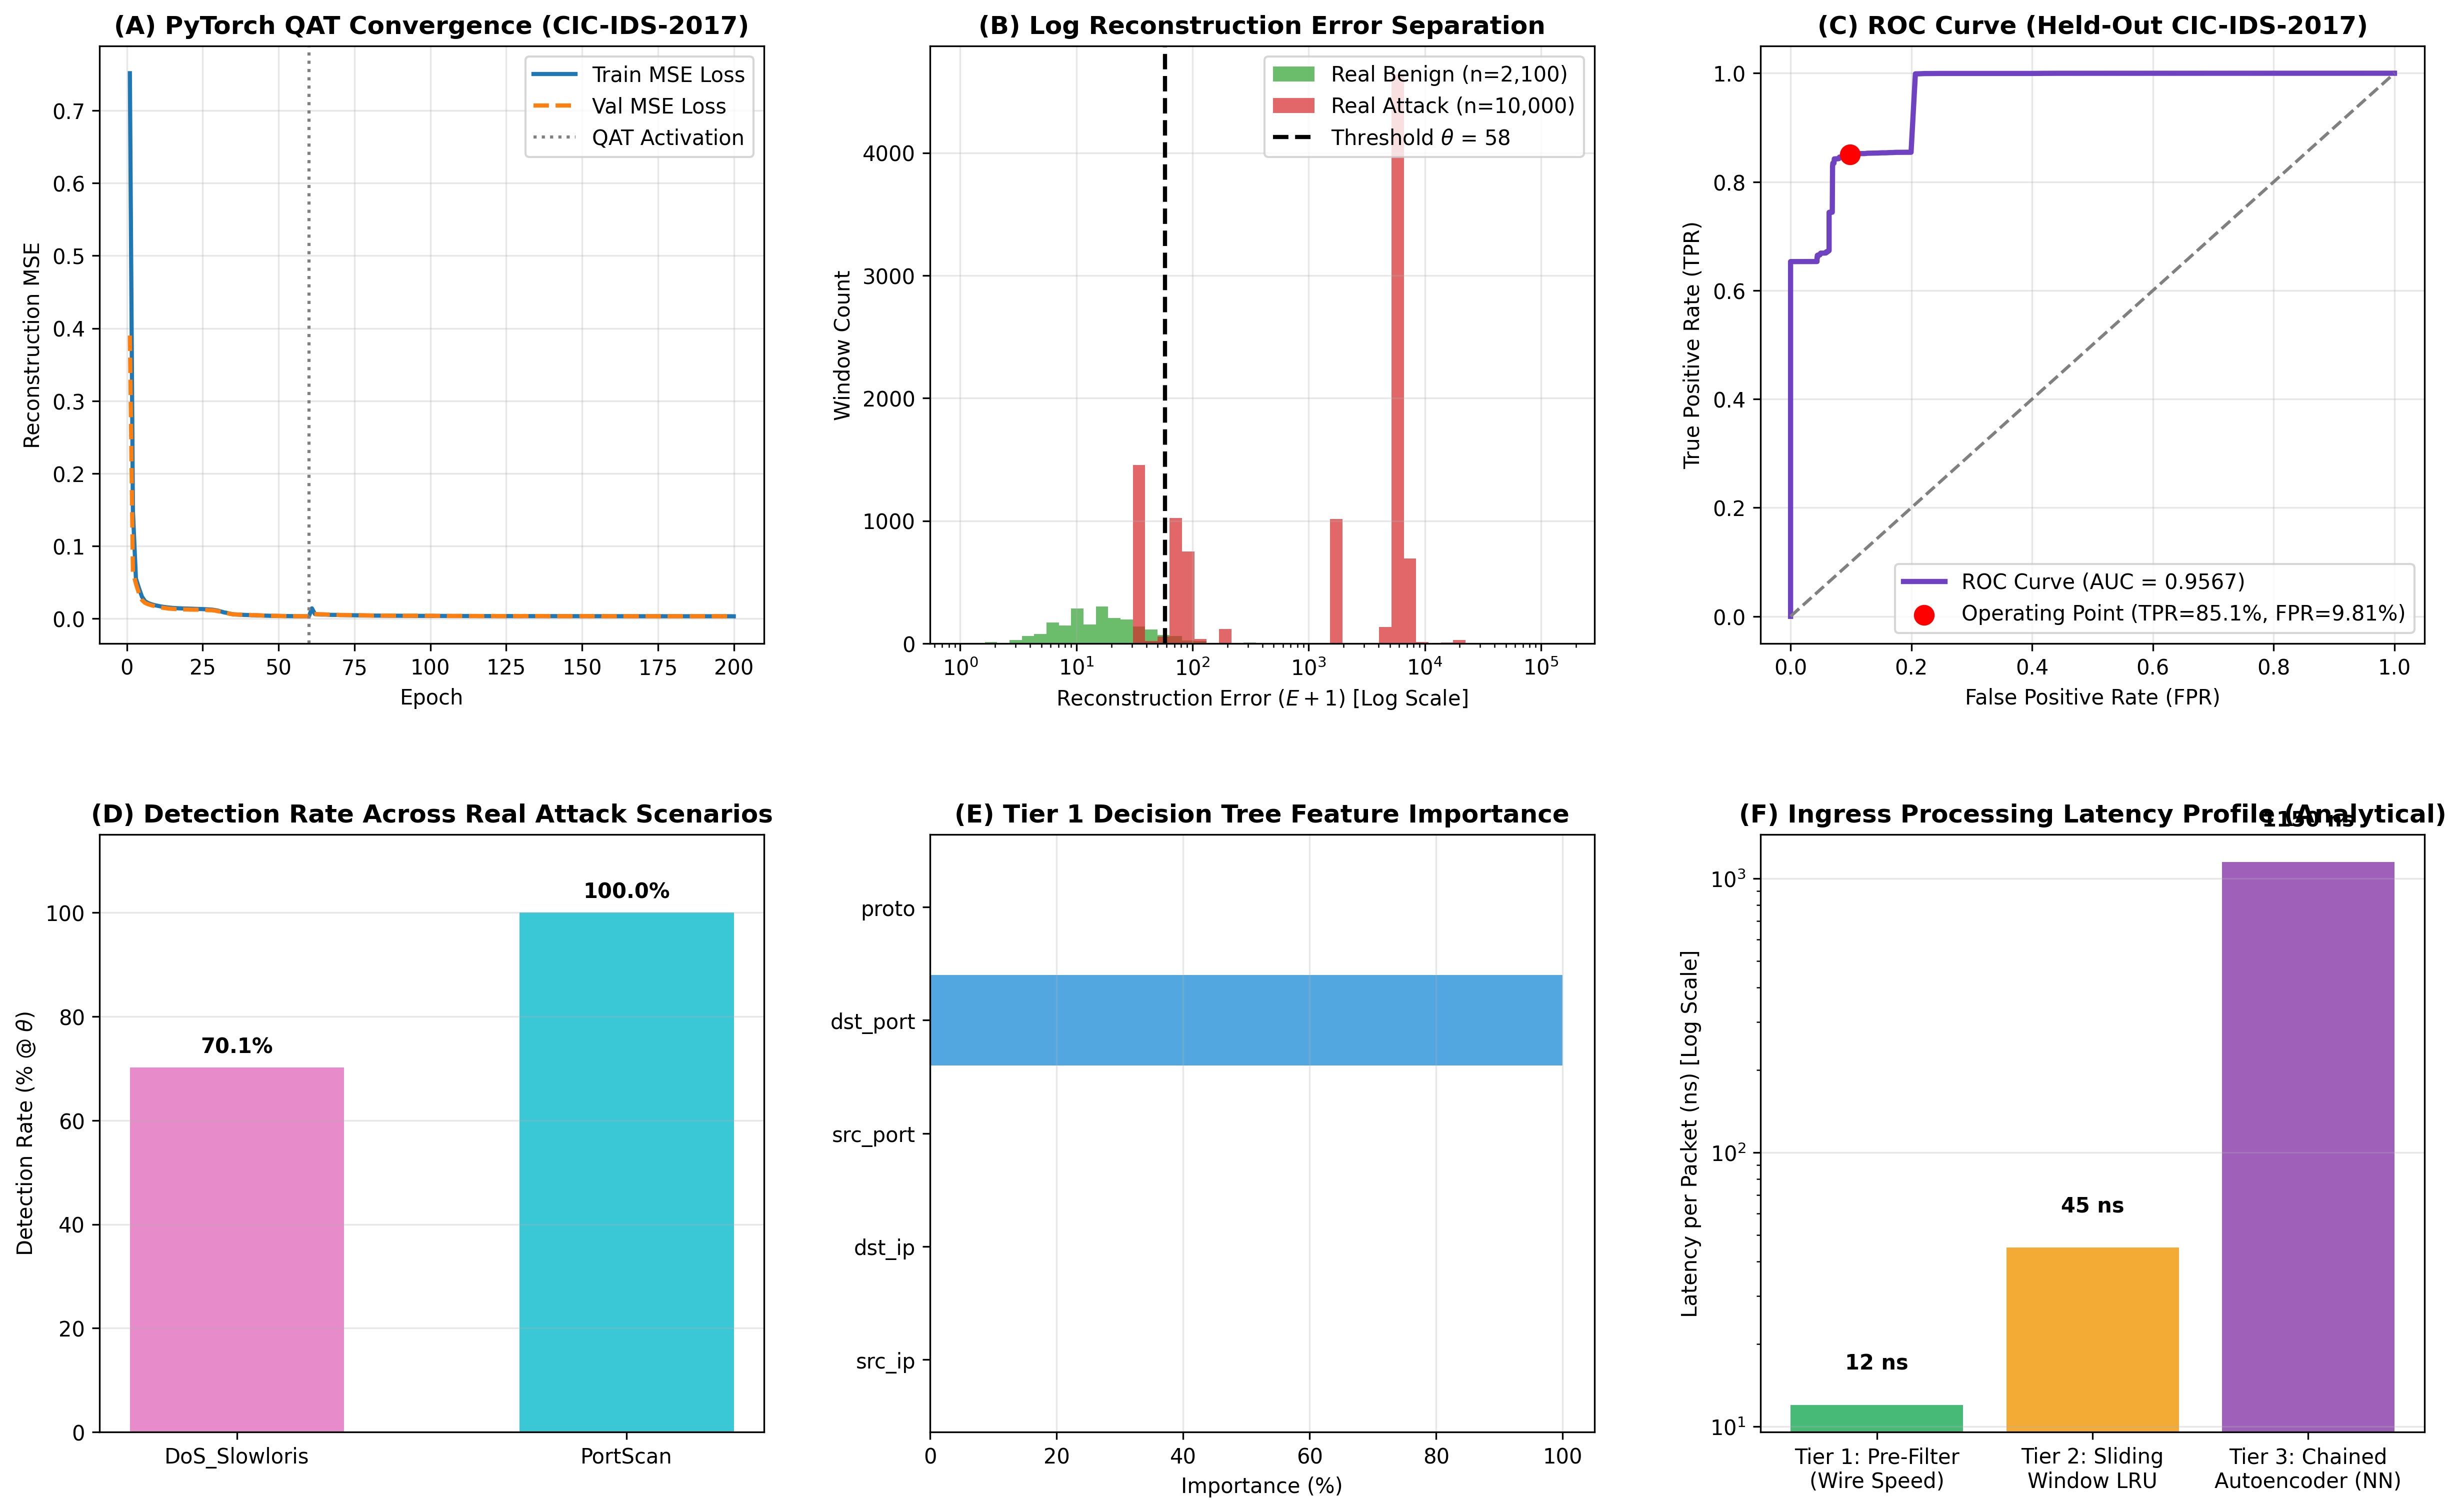 (A) PyTorch QAT Convergence (CIC-IDS-2017)
Reconstruction MSE
0.7
0.6
0.5
0.4
0.3
0.2
0.1
0.0
Train MSE Loss
Val MSE Loss
QAT Activation
0 25 50 75 100 125 150 175 200
Epoch
(B) Log Reconstruction Error Separation
Window Count
4000
3000
2000
1000
0
Real Benign (n=2,100)
Real Attack (n=10,000)
Threshold θ = 58
10⁰ 10¹ 10² 10³ 10⁴ 10⁵
Reconstruction Error (E + 1) [Log Scale]
(C) ROC Curve (Held-Out CIC-IDS-2017)
True Positive Rate (TPR)
1.0
0.8
0.6
0.4
0.2
0.0
ROC Curve (AUC = 0.9567)
Operating Point (TPR=85.1%, FPR=9.81%)
0.0 0.2 0.4 0.6 0.8 1.0
False Positive Rate (FPR)
(D) Detection Rate Across Real Attack Scenarios
Detection Rate (% @ θ)
100
80
60
40
20
0
70.1%
100.0%
DoS_Slowloris PortScan
(E) Tier 1 Decision Tree Feature Importance
proto
dst_port
src_port
dst_ip
src_ip
0 20 40 60 80 100
Importance (%)
(F) Ingress Processing Latency Profile (Analytical)
1150 ns
Latency per Packet (ns) [Log Scale]
10³
10²
10¹
45 ns
12 ns
Tier 1: Pre-Filter
(Wire Speed)
Tier 2: Sliding
Window LRU
Tier 3: Chained
Autoencoder (NN)